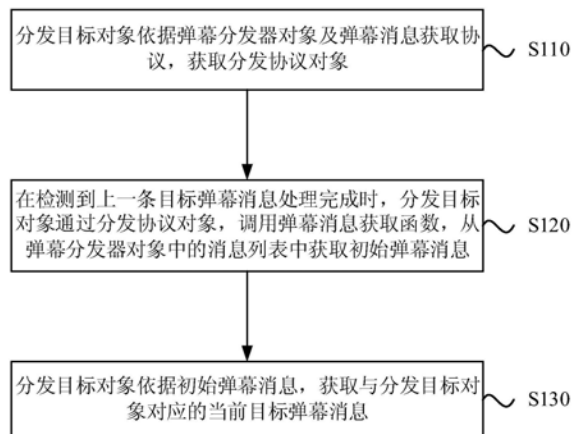 分发目标对象依据弹幕分发器对象及弹幕消息获取协
议，获取分发协议对象
S110
在检测到上一条目标弹幕消息处理完成时，分发目标
对象通过分发协议对象，调用弹幕消息获取函数，从
弹幕分发器对象中的消息列表中获取初始弹幕消息
S120
分发目标对象依据初始弹幕消息，获取与分发目标对
象对应的当前目标弹幕消息
S130